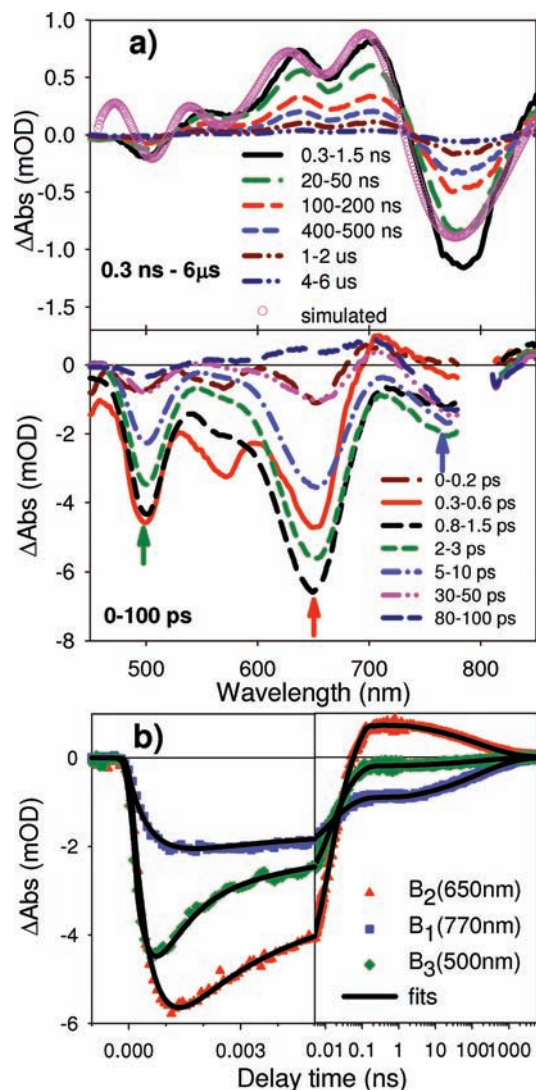 a)
ΔAbs (mOD)
1.0
0.5
0.0
-0.5
-1.0
-1.5
0.3-1.5 ns
20-50 ns
100-200 ns
400-500 ns
1-2 us
4-6 us
simulated
0.3 ns - 6µs
ΔAbs (mOD)
0
-2
-4
-6
-8
0-0.2 ps
0.3-0.6 ps
0.8-1.5 ps
2-3 ps
5-10 ps
30-50 ps
80-100 ps
0-100 ps
500 600 700 800
Wavelength (nm)
b)
ΔAbs (mOD)
0
-2
-4
-6
B₂(650nm)
B₁(770nm)
B₃(500nm)
fits
0.000 0.003 0.01 0.1 1 10 100 1000
Delay time (ns)